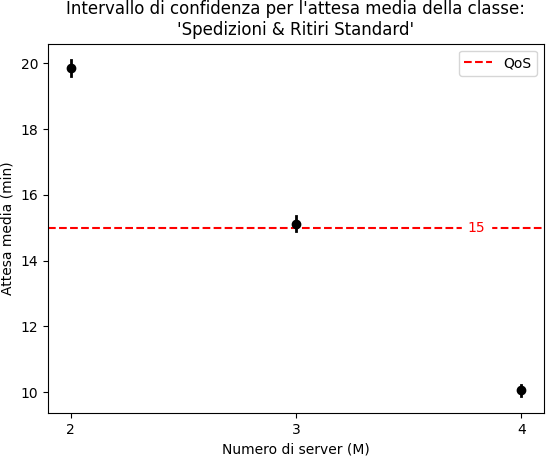 Intervallo di confidenza per l'attesa media della classe:
'Spedizioni & Ritiri Standard'
QoS
20
18
16
15
14
12
10
Attesa media (min)
2
3
4
Numero di server (M)